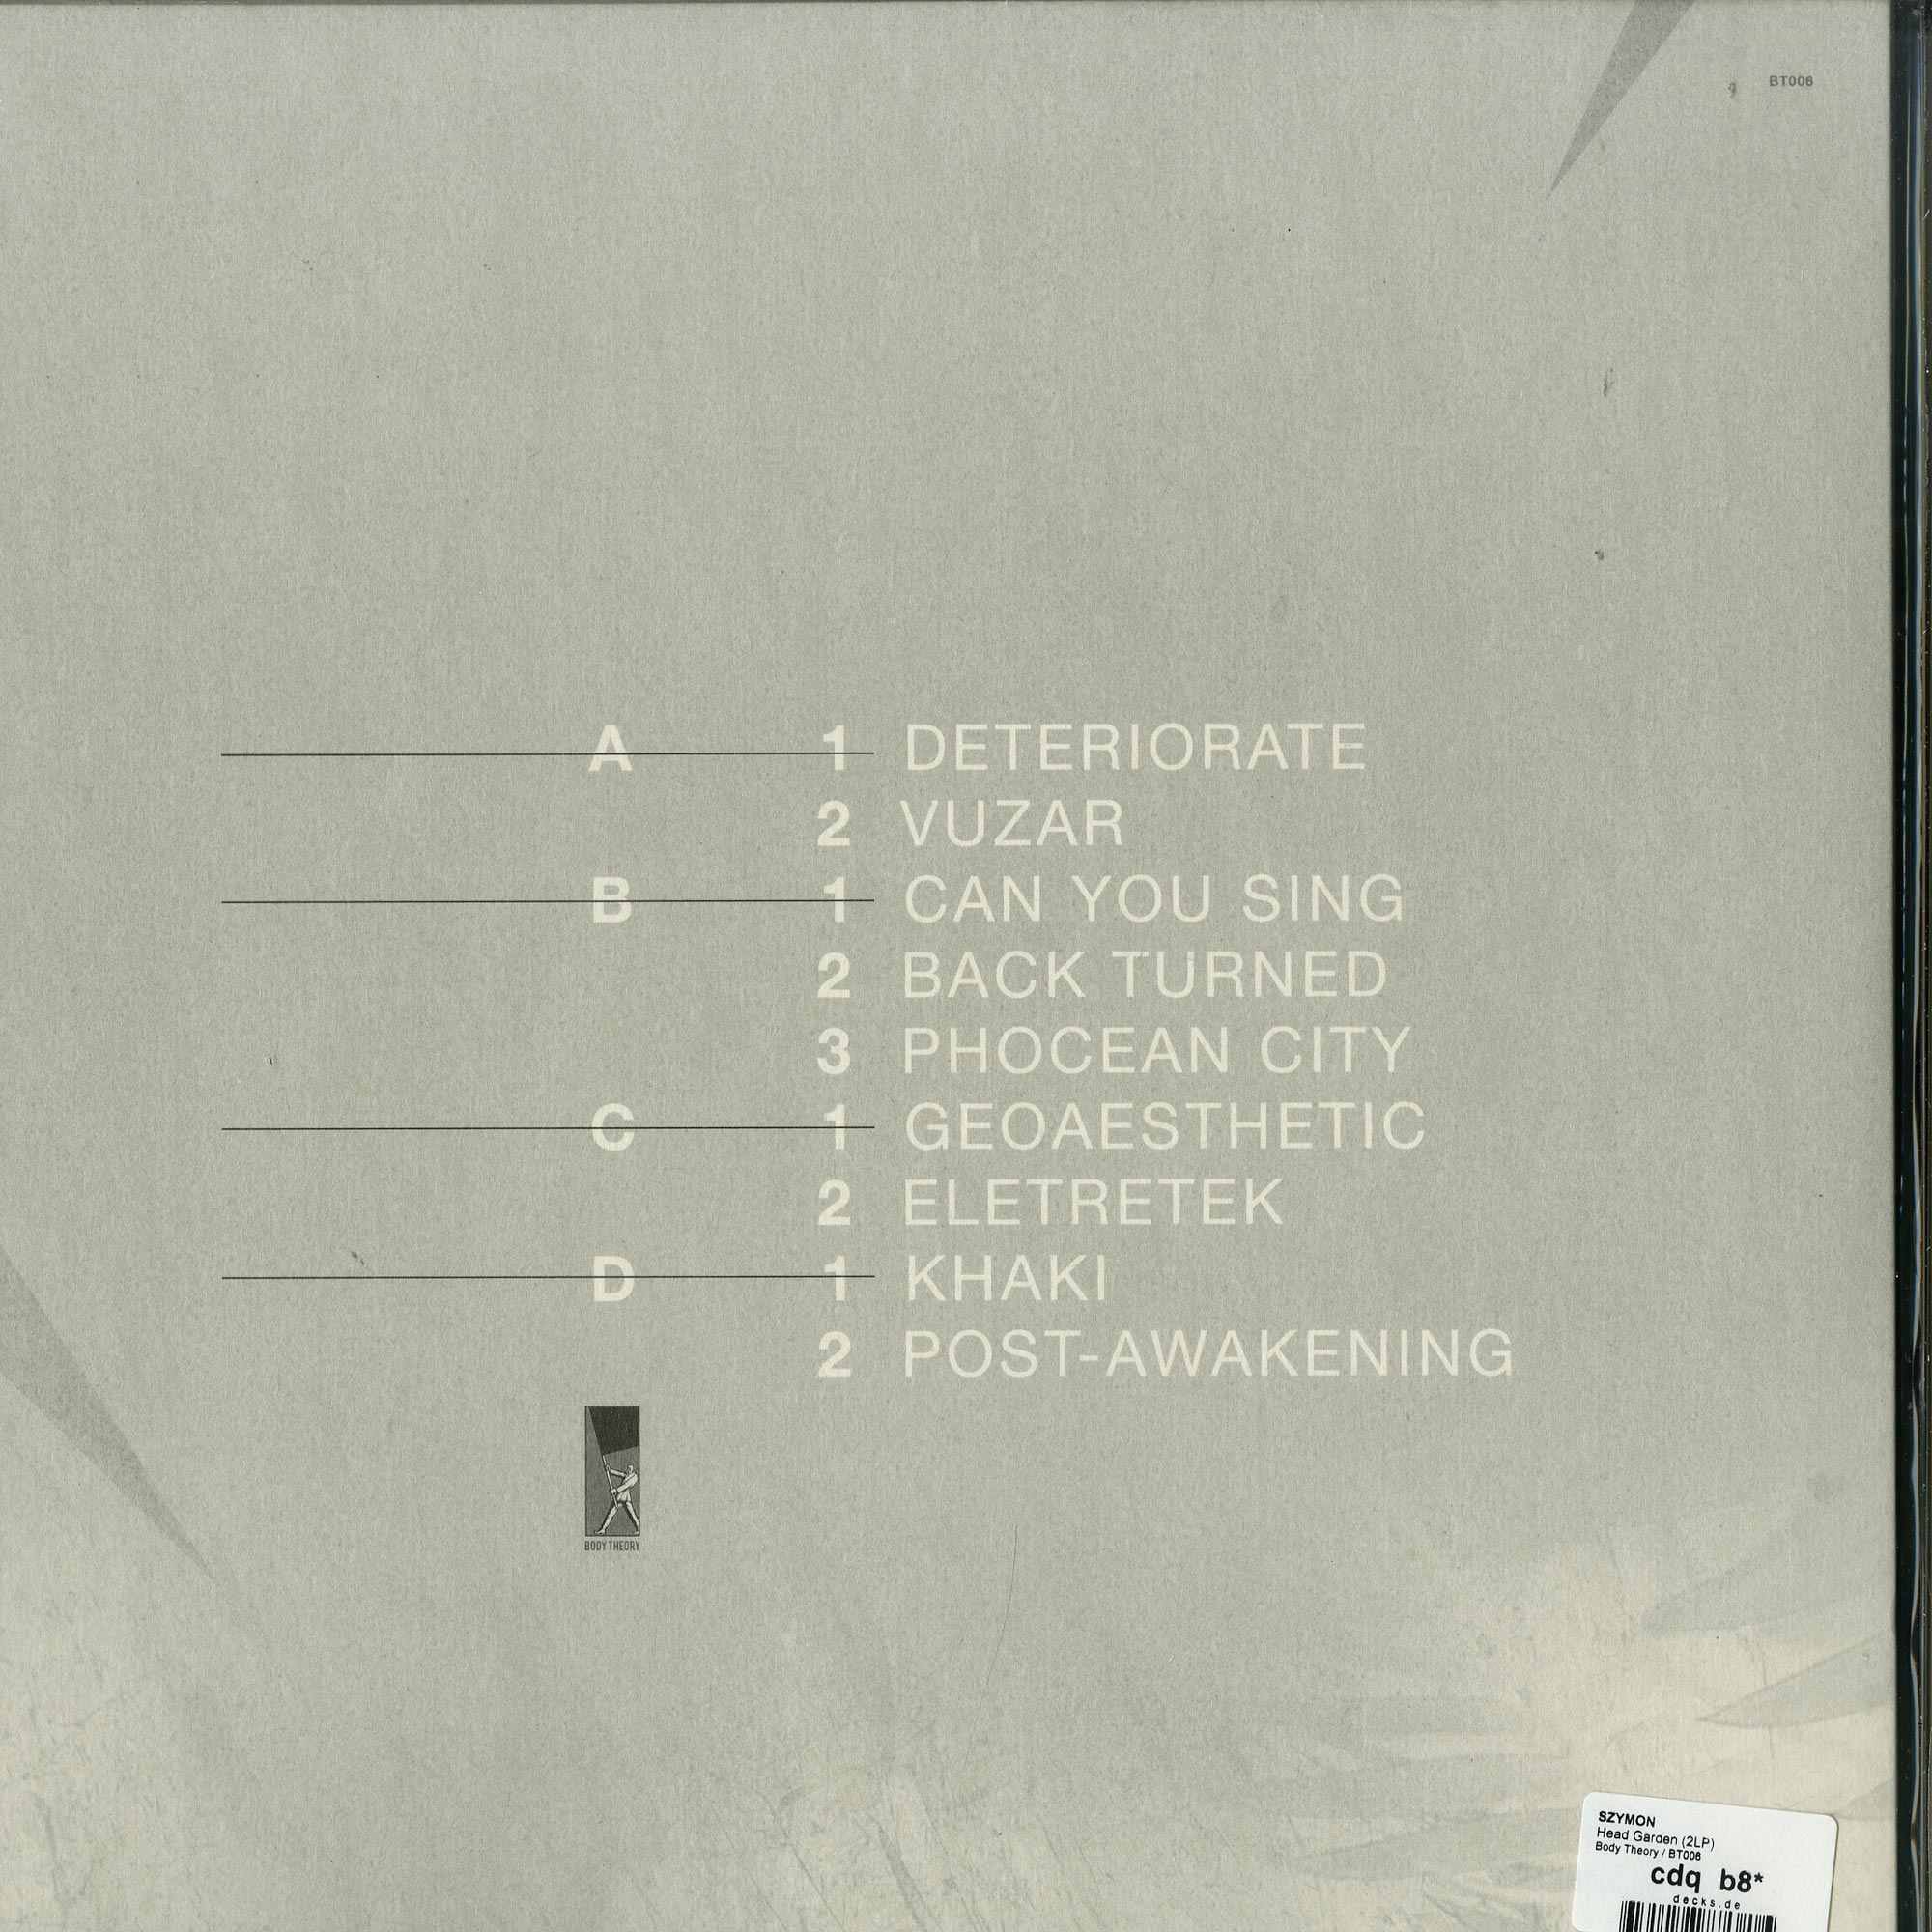 BT006
A 1 DETERIORATE
2 VUZAR
B 1 CAN YOU SING
2 BACK TURNED
3 PHOCEAN CITY
C 1 GEOAESTHETIC
2 ELETRETEK
D 1 KHAKI
2 POST-AWAKENING
BODY THEORY
SZYMON
Head Garden (2LP)
Body Theory / BT006
cdq b8*
decks.de